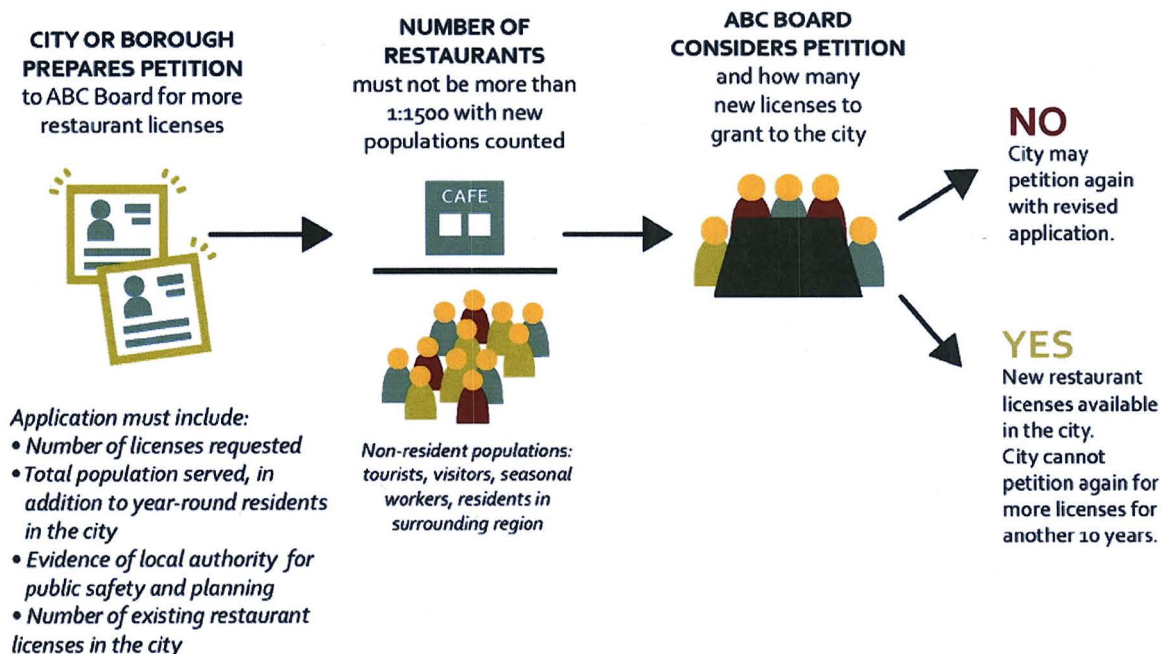 CITY OR BOROUGH
PREPARES PETITION
to ABC Board for more
restaurant licenses
Application must include:
• Number of licenses requested
• Total population served, in
addition to year-round residents
in the city
• Evidence of local authority for
public safety and planning
• Number of existing restaurant
licenses in the city
NUMBER OF
RESTAURANTS
must not be more than
1:1500 with new
populations counted
CAFE
Non-resident populations:
tourists, visitors, seasonal
workers, residents in
surrounding region
ABC BOARD
CONSIDERS PETITION
and how many
new licenses to
grant to the city
NO
City may
petition again
with revised
application.
YES
New restaurant
licenses available
in the city.
City cannot
petition again for
more licenses for
another 10 years.